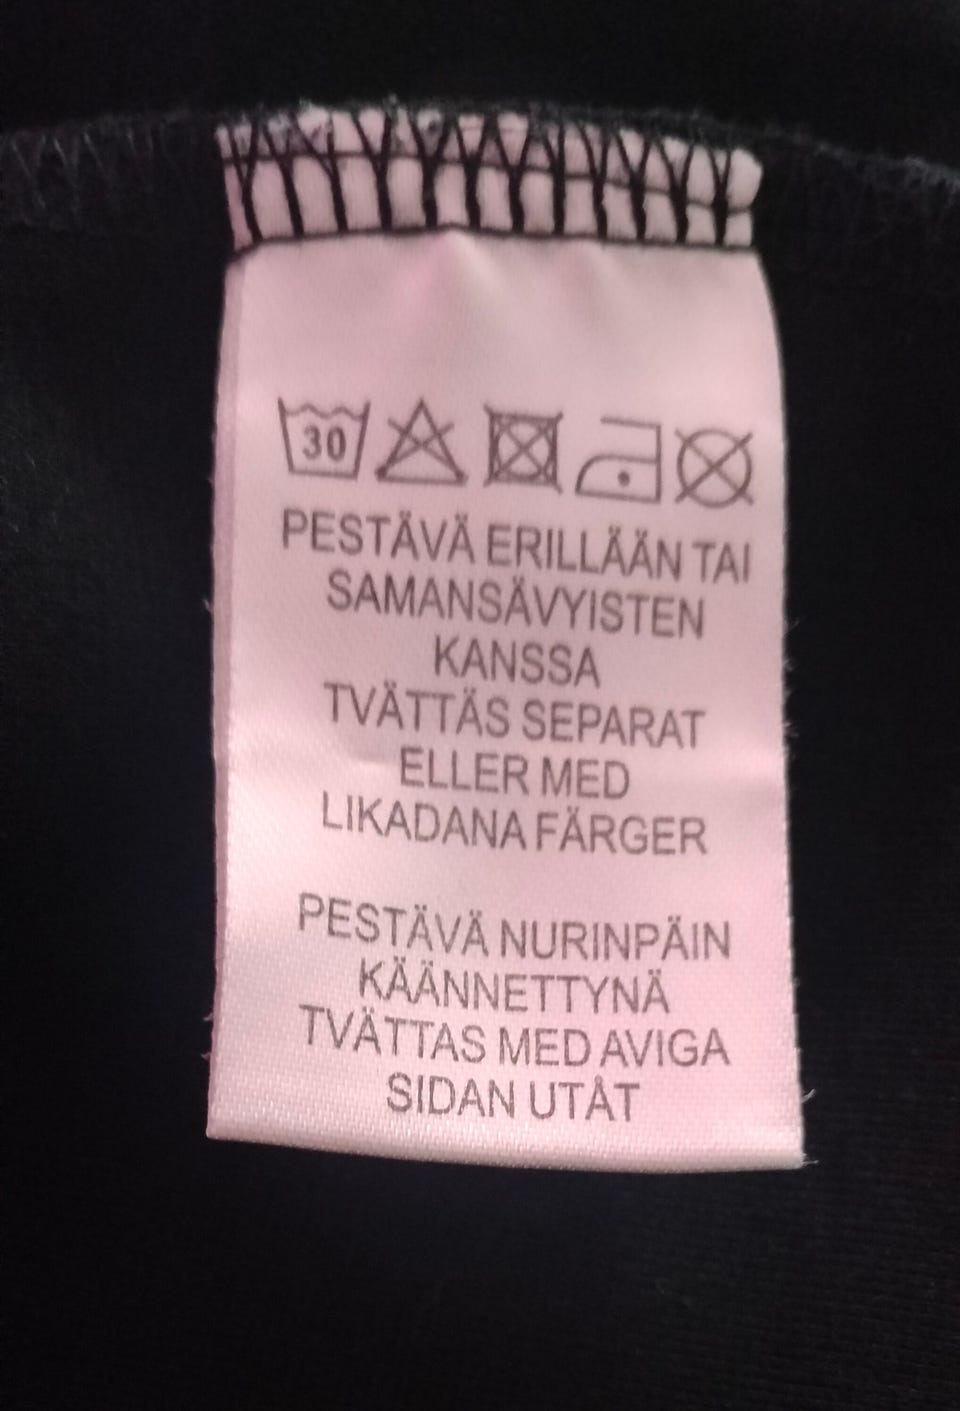 30
PESTÄVÄ ERILLÄÄN TAI
SAMANSÄVYISTEN
KANSSA
TVÄTTÄS SEPARAT
ELLER MED
LIKADANA FÄRGER
PESTÄVÄ NURINPÄIN
KÄÄNNETTYNÄ
TVÄTTAS MED AVIGA
SIDAN UTÅT